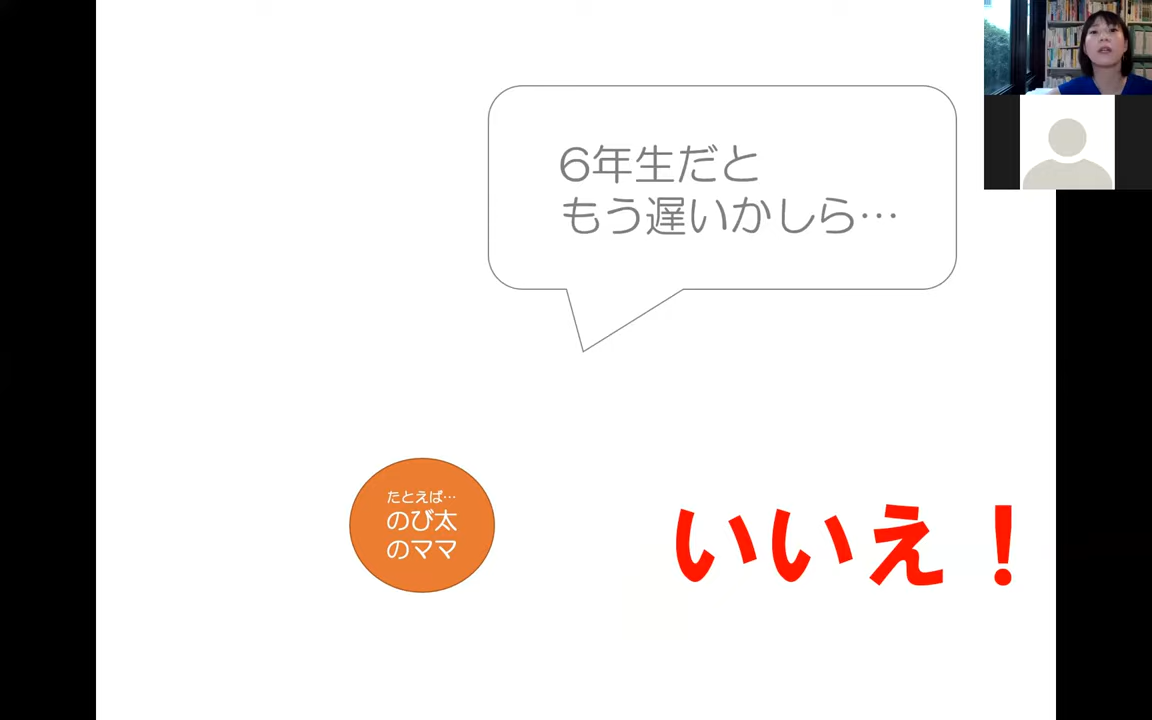 6年生だと
もう遅いかしら…
たとえば…
のび太
のママ
いいえ！